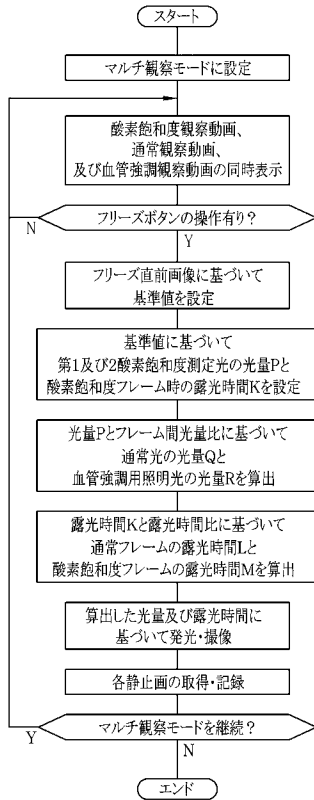 スタート
マルチ観察モードに設定
酸素飽和度観察動画、
通常観察動画、
及び血管強調観察動画の同時表示
フリーズボタンの操作有り?
N
Y
フリーズ直前画像に基づいて
基準値を設定
基準値に基づいて
第1及び2酸素飽和度測定光の光量Pと
酸素飽和度フレーム時の露光時間Kを設定
光量Pとフレーム間光量比に基づいて
通常光の光量Qと
血管強調用照明光の光量Rを算出
露光時間Kと露光時間比に基づいて
通常フレームの露光時間Lと
酸素飽和度フレームの露光時間Mを算出
算出した光量及び露光時間に
基づいて発光・撮像
各静止画の取得・記録
マルチ観察モードを継続?
Y
N
エンド